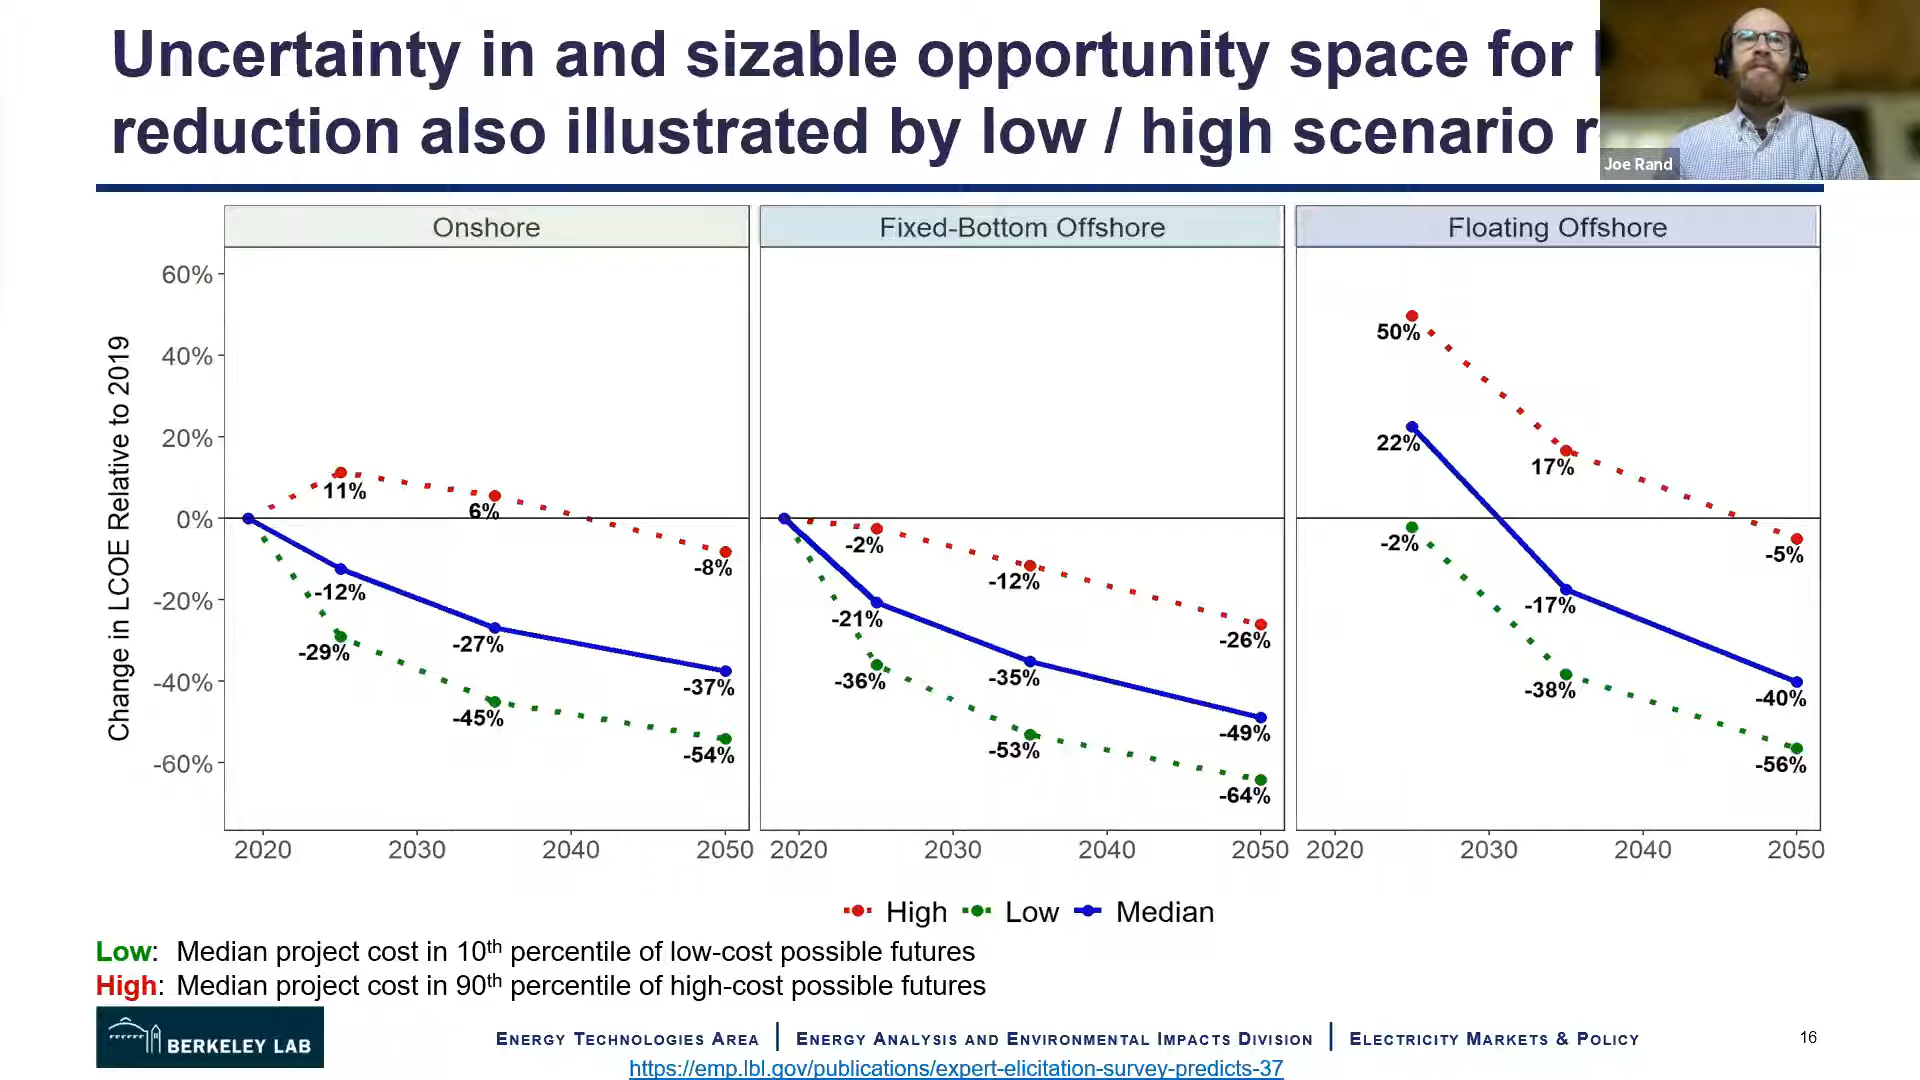 Uncertainty in and sizable opportunity space for
reduction also illustrated by low / high scenario
Joe Rand
Onshore
Fixed-Bottom Offshore
Floating Offshore
Change in LCOE Relative to 2019
60%
40%
20%
0%
-20%
-40%
-60%
11%
6%
-8%
-12%
-27%
-37%
-29%
-45%
-54%
-2%
-12%
-26%
-21%
-35%
-49%
-36%
-53%
-64%
50%
17%
-5%
22%
-17%
-40%
-2%
-38%
-56%
2020 2030 2040 2050
2020 2030 2040 2050
2020 2030 2040 2050
High Low Median
Low: Median project cost in 10th percentile of low-cost possible futures
High: Median project cost in 90th percentile of high-cost possible futures
BERKELEY LAB
ENERGY TECHNOLOGIES AREA | ENERGY ANALYSIS AND ENVIRONMENTAL IMPACTS DIVISION | ELECTRICITY MARKETS & POLICY
16
https://emp.lbl.gov/publications/expert-elicitation-survey-predicts-37